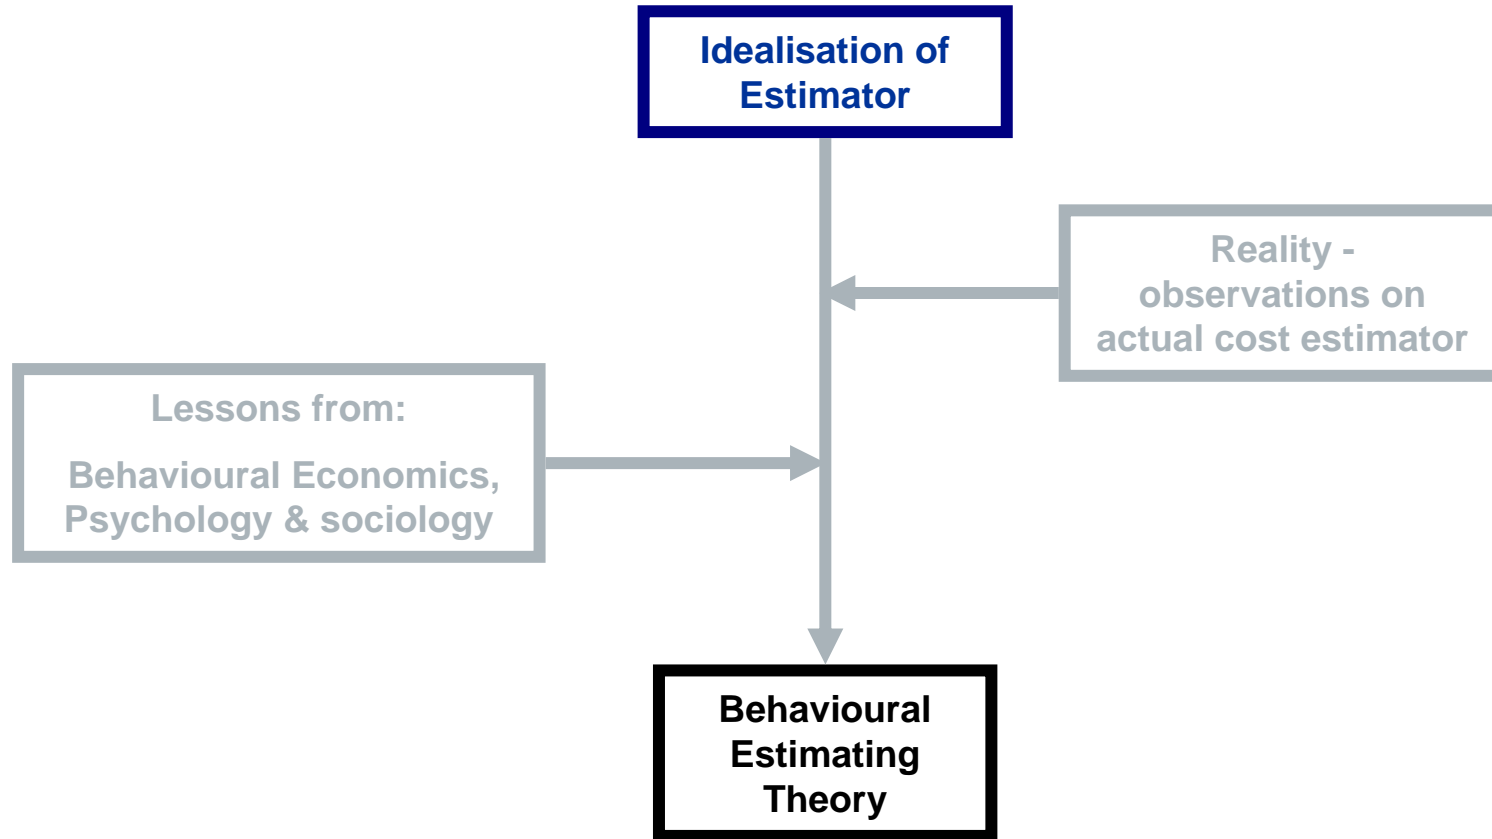 Idealisation of
Estimator
Reality -
observations on
actual cost estimator
Lessons from:
Behavioural Economics,
Psychology & sociology
Behavioural
Estimating
Theory